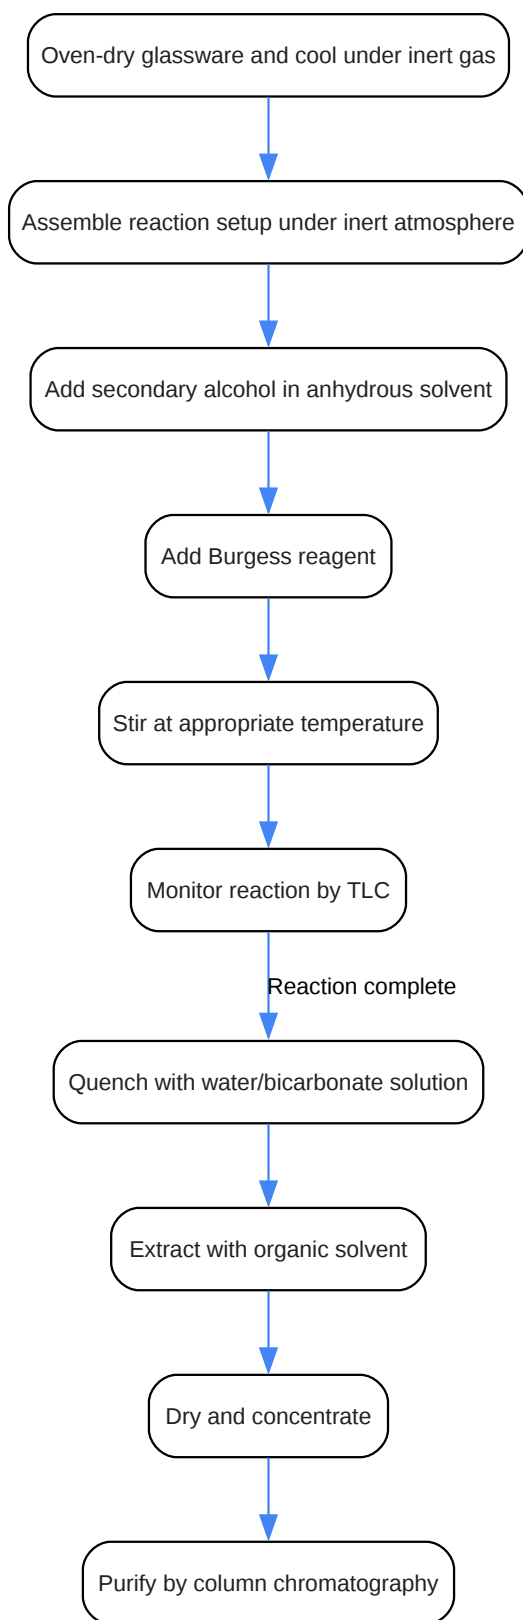 Oven-dry glassware and cool under inert gas
Assemble reaction setup under inert atmosphere
Add secondary alcohol in anhydrous solvent
Add Burgess reagent
Stir at appropriate temperature
Monitor reaction by TLC
Reaction complete
Quench with water/bicarbonate solution
Extract with organic solvent
Dry and concentrate
Purify by column chromatography